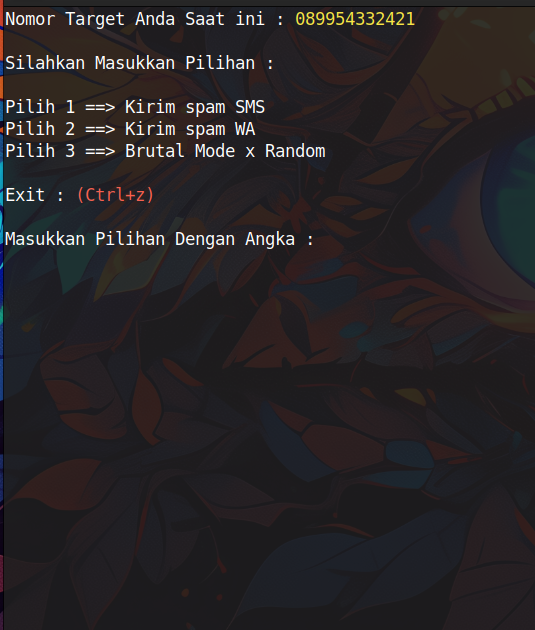 Nomor Target Anda Saat ini : 089954332421
Silahkan Masukkan Pilihan :
Pilih 1 ==> Kirim spam SMS
Pilih 2 ==> Kirim spam WA
Pilih 3 ==> Brutal Mode x Random
Exit : (Ctrl+z)
Masukkan Pilihan Dengan Angka :